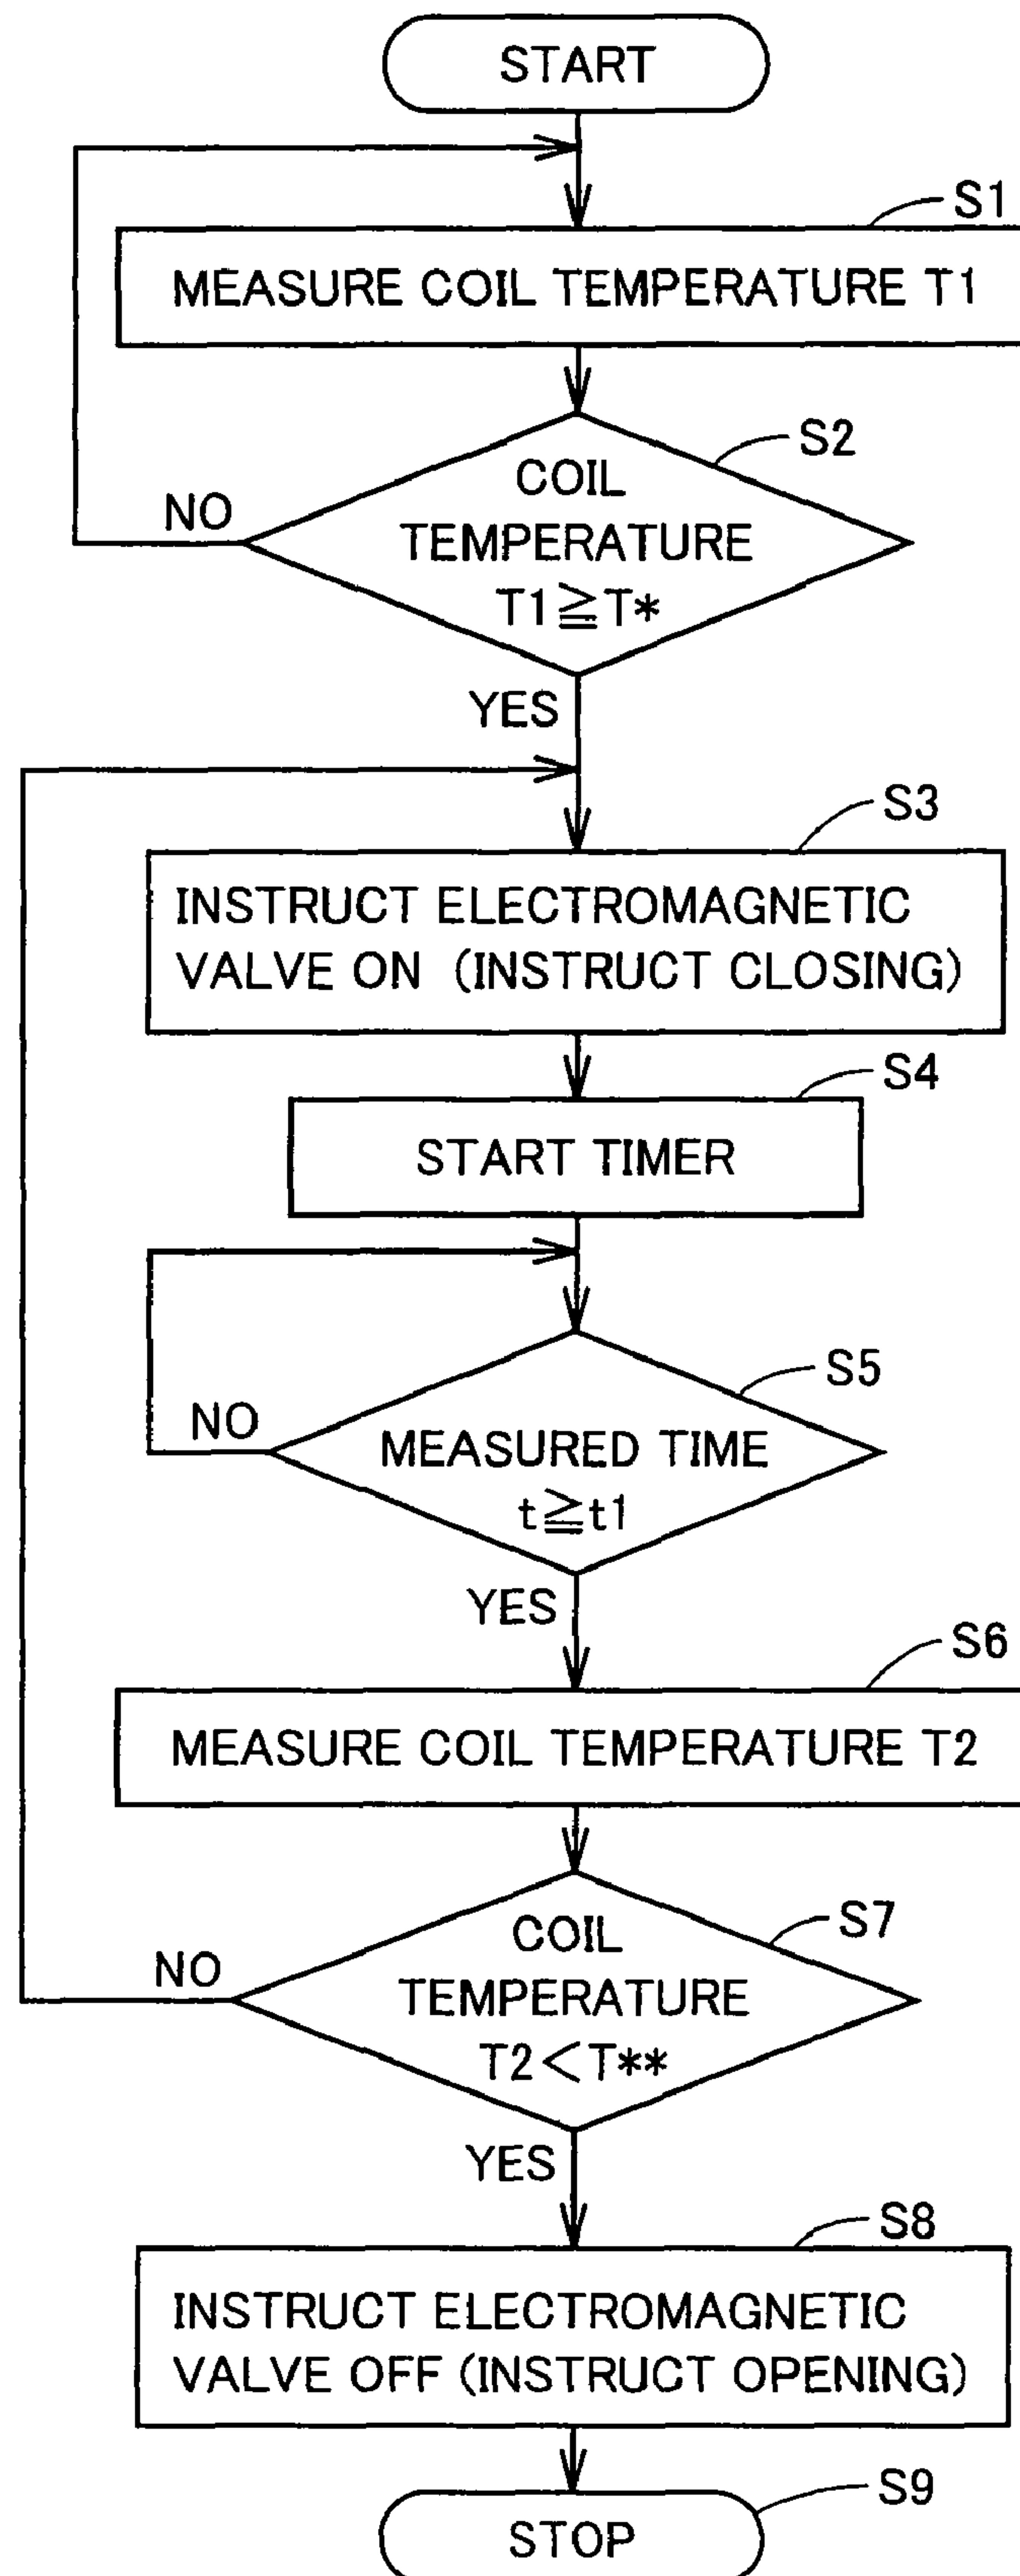 START
S1
MEASURE COIL TEMPERATURE T1
S2
COIL
TEMPERATURE
T1≧T*
NO
YES
S3
INSTRUCT ELECTROMAGNETIC
VALVE ON (INSTRUCT CLOSING)
S4
START TIMER
S5
NO
MEASURED TIME
t≧t1
YES
S6
MEASURE COIL TEMPERATURE T2
S7
COIL
TEMPERATURE
T2<T**
NO
YES
S8
INSTRUCT ELECTROMAGNETIC
VALVE OFF (INSTRUCT OPENING)
S9
STOP